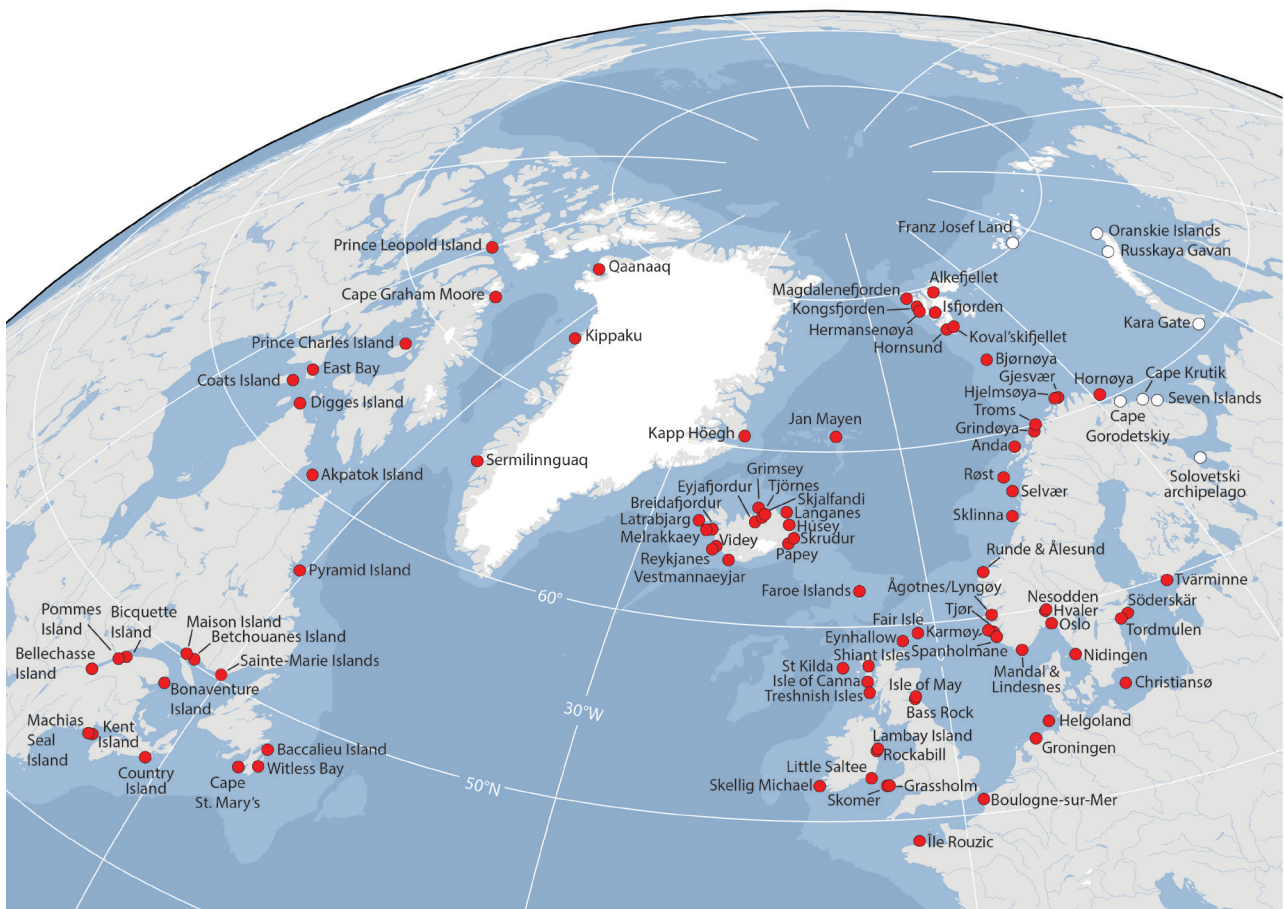 Franz Josef Land
Oranskie Islands
Russkaya Gavan
Prince Leopold Island
Qaanaaq
Alkefjellet
Magdalenefjorden
Isfjorden
Kongsfjorden
Cape Graham Moore
Hermansenøya
Kara Gate
Hornsund
Koval'skifjellet
Kippaku
Prince Charles Island
Bjørnøya
East Bay
Gjesvær
Coats Island
Hornøya
Cape Krutik
Hjelmsøya
Seven Islands
Digges Island
Troms
Cape
Gorodetskiy
Jan Mayen
Grindøya
Kapp Höegh
Anda
Sermilinnguaq
Grimsey
Solovetski
archipelago
Akpatok Island
Eyjafjordur
Tjörnes
Røst
Skjalfandi
Selvær
Breidafjordur
Langanes
Latrabjarg
Húsey
Sklinna
Melrakkaey
Videy
Skrudur
Papey
Reykjanes
Vestmannaeyjar
Runde & Ålesund
Pyramid Island
Tvärminne
Ågotnes/Lyngøy
Faroe Islands
60°
Nesodden
Söderskär
Pommes
Island
Bicquette
Island
Maison Island
Tjør
Hvaler
Fair Isle
Oslo
Betchouanes Island
Karmøy
Tordmulen
Eynhallow
Spanholmane
Bellechasse
Island
Shiant Isles
Nidingen
Sainte-Marie Islands
St Kilda
Mandal &
Lindesnes
Isle of Canna
Bonaventure
Island
Isle of May
Christiansø
Treshnish Isles
30°W
Bass Rock
Machias
Seal
Island
Kent
Island
Helgoland
Lambay Island
Groningen
Baccalieu Island
Rockabill
Country
Island
Witless Bay
Little Saltee
Cape
St. Mary's
50°N
Skellig Michael
Grassholm
Skomer
Boulogne-sur-Mer
Île Rouzic